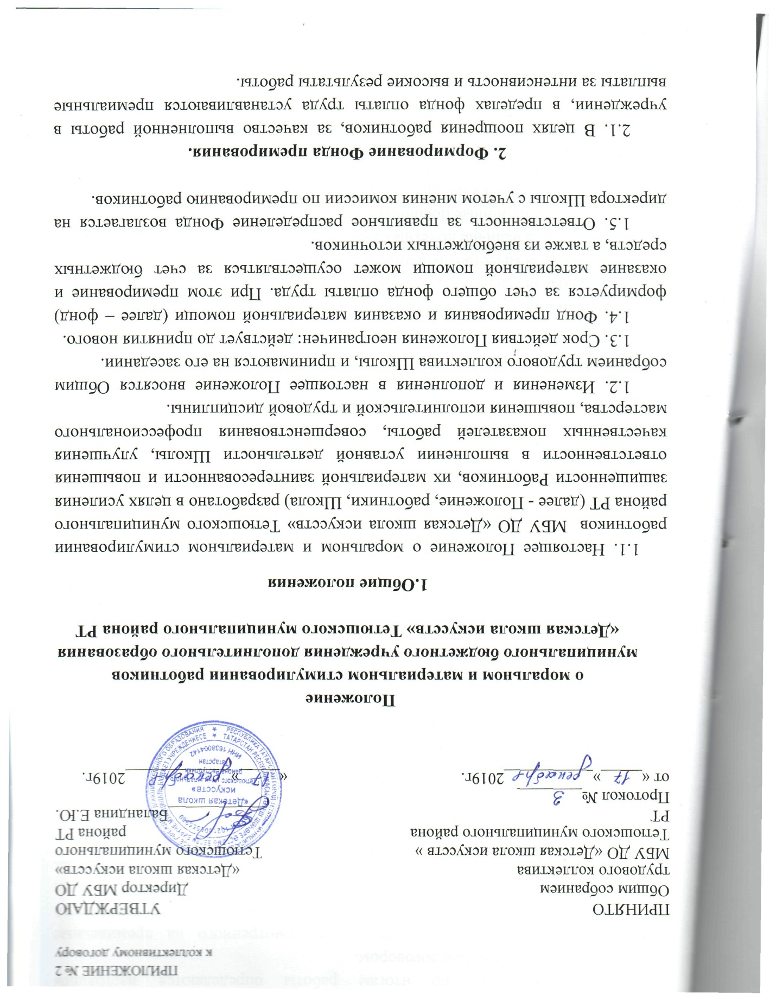 ПРИЛОЖЕНИЕ № 2
к коллективному договору
ПРИНЯТО
Общим собранием
трудового коллектива
МБУ ДО «Детская школа искусств »
Тетюшского муниципального района
РТ
Протокол № 3
от « 17 » декабря 2019г.
УТВЕРЖДАЮ
Директор МБУ ДО
«Детская школа искусств»
Тетюшского муниципального
района РТ
Баландина Е.Ю.
« 17 » декабря 2019г.
«Детская школа
искусств»
Тетюшского муниципального
района Республики
Татарстан
ИНН 1638004142
Положение
о моральном и материальном стимулировании работников
муниципального бюджетного учреждения дополнительного образования
«Детская школа искусств» Тетюшского муниципального района РТ
1.Общие положения
1.1. Настоящее Положение о моральном и материальном стимулировании
работников МБУ ДО «Детская школа искусств» Тетюшского муниципального
района РТ (далее - Положение, работники, Школа) разработано в целях усиления
защищенности Работников, их материальной заинтересованности и повышения
ответственности в выполнении уставной деятельности Школы, улучшения
качественных показателей работы, совершенствования профессионального
мастерства, повышения исполнительской и трудовой дисциплины.
1.2. Изменения и дополнения в настоящее Положение вносятся Общим
собранием трудового коллектива Школы, и принимаются на его заседании.
1.3. Срок действия Положения неограничен: действует до принятия нового.
1.4. Фонд премирования и оказания материальной помощи (далее – фонд)
формируется за счет общего фонда оплаты труда. При этом премирование и
оказание материальной помощи может осуществляться за счет бюджетных
средств, а также из внебюджетных источников.
1.5. Ответственность за правильное распределение Фонда возлагается на
директора Школы с учетом мнения комиссии по премированию работников.
2. Формирование Фонда премирования.
2.1. В целях поощрения работников, за качество выполненной работы в
учреждении, в пределах фонда оплаты труда устанавливаются премиальные
выплаты за интенсивность и высокие результаты работы.